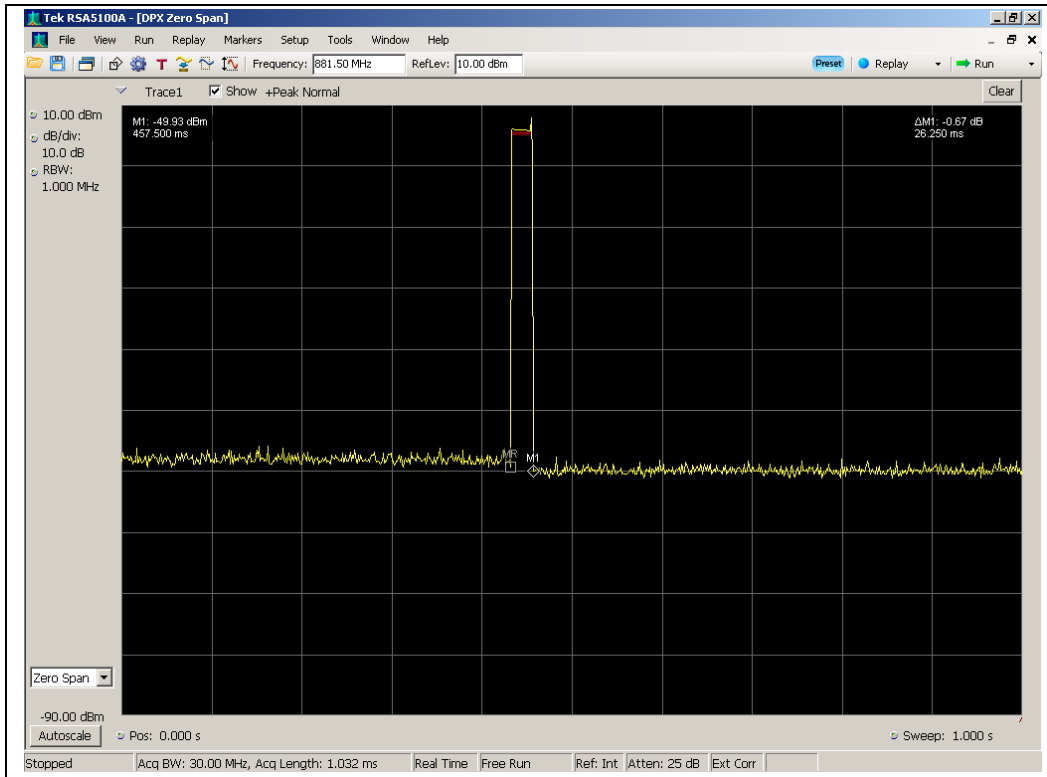 Tek RSA5100A - [DPX Zero Span]
File View Run Replay Markers Setup Tools Window Help
Frequency: 881.50 MHz RefLev: 10.00 dBm Preset Replay Run
Trace1 Show +Peak Normal Clear
10.00 dBm
dB/div:
10.0 dB
RBW:
1.000 MHz
M1: -49.93 dBm
457.500 ms
ΔM1: -0.67 dB
26.250 ms
MR M1
Zero Span
-90.00 dBm
Autoscale Pos: 0.000 s Sweep: 1.000 s
Stopped Acq BW: 30.00 MHz, Acq Length: 1.032 ms Real Time Free Run Ref: Int Atten: 25 dB Ext Corr